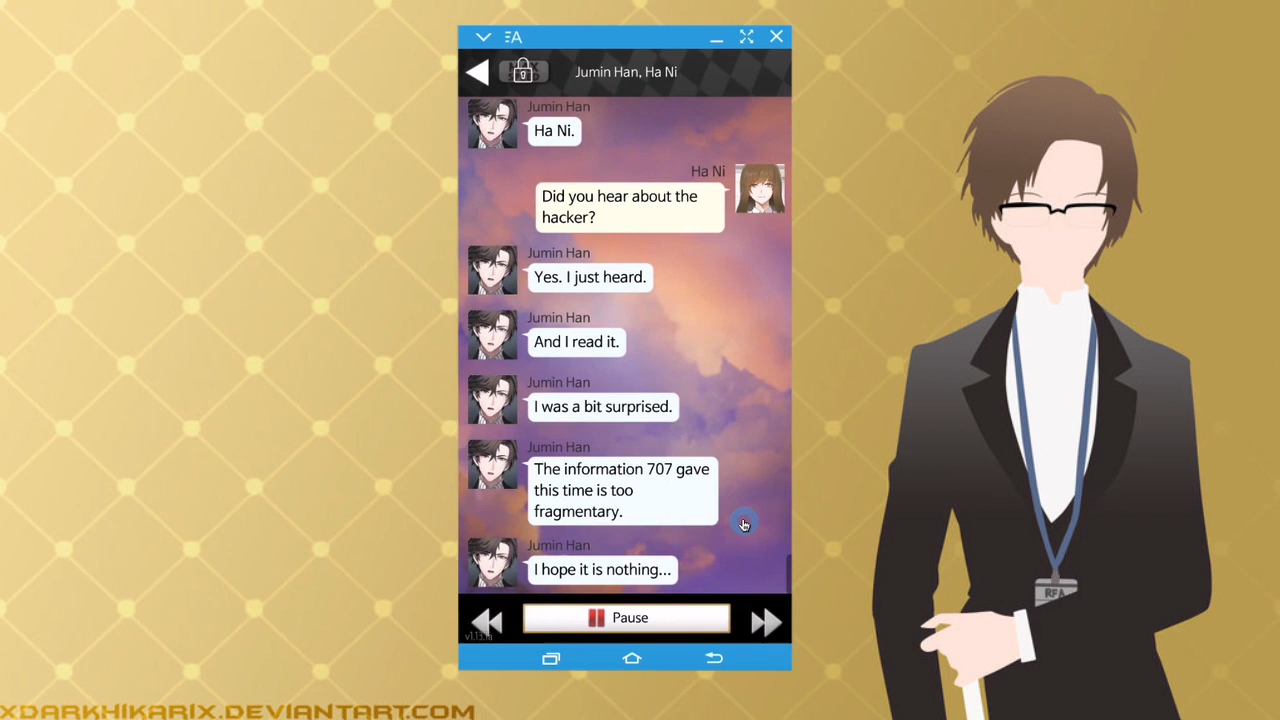 Jumin Han, Ha Ni
Jumin Han
Ha Ni.
Ha Ni
Did you hear about the
hacker?
Jumin Han
Yes. I just heard.
Jumin Han
And I read it.
Jumin Han
I was a bit surprised.
Jumin Han
The information 707 gave
this time is too
fragmentary.
Jumin Han
I hope it is nothing...
Pause
RFA
XDARKHIKARIX.DEVIANTART.COM